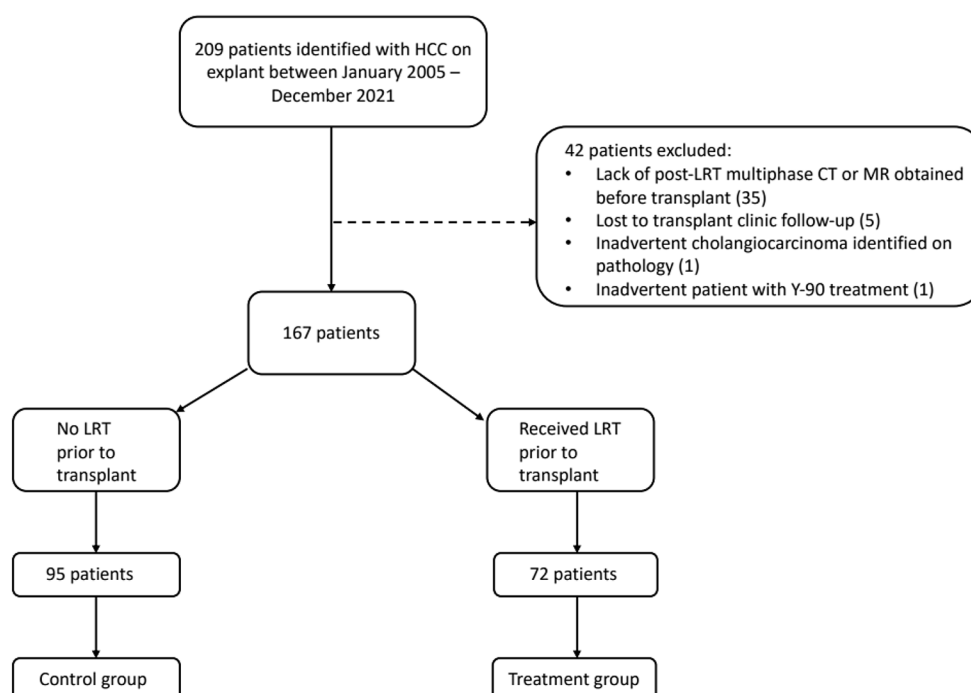 209 patients identified with HCC on
explant between January 2005 –
December 2021
42 patients excluded:
• Lack of post-LRT multiphase CT or MR obtained
before transplant (35)
• Lost to transplant clinic follow-up (5)
• Inadvertent cholangiocarcinoma identified on
pathology (1)
• Inadvertent patient with Y-90 treatment (1)
167 patients
No LRT
prior to
transplant
Received LRT
prior to
transplant
95 patients
72 patients
Control group
Treatment group